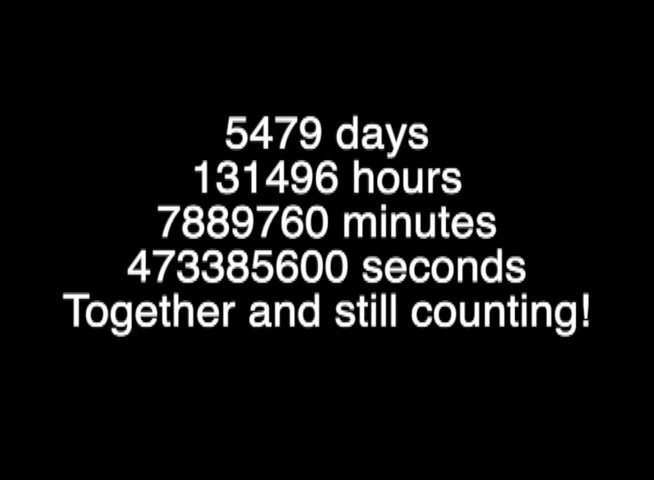 5479 days
131496 hours
7889760 minutes
473385600 seconds
Together and still counting!